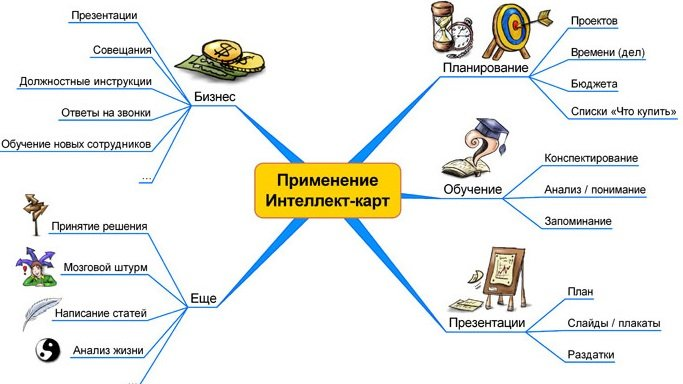 Применение
Интеллект-карт
Бизнес
Презентации
Совещания
Должностные инструкции
Ответы на звонки
Обучение новых сотрудников
...
Еще
Принятие решения
Мозговой штурм
Написание статей
Анализ жизни
...
Планирование
Проектов
Времени (дел)
Бюджета
Списки «Что купить»
Обучение
Конспектирование
Анализ / понимание
Запоминание
Презентации
План
Слайды / плакаты
Раздатки